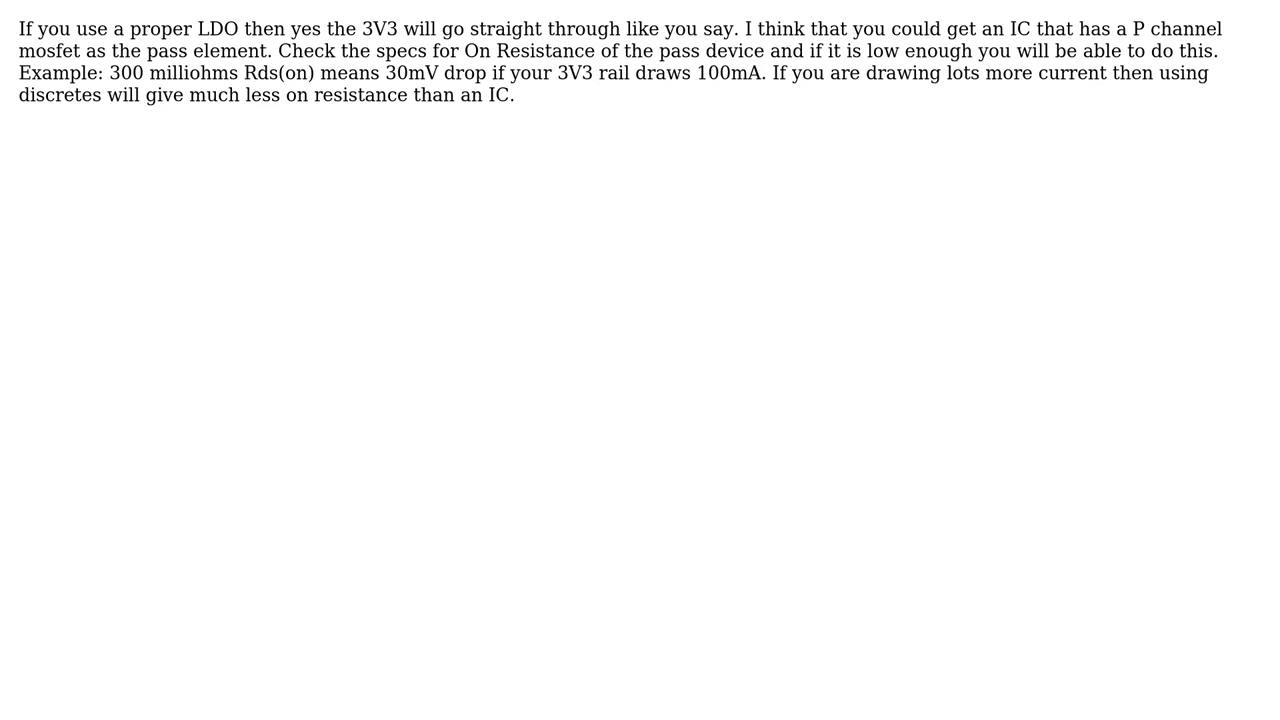 If you use a proper LDO then yes the 3V3 will go straight through like you say. I think that you could get an IC that has a P channel
mosfet as the pass element. Check the specs for On Resistance of the pass device and if it is low enough you will be able to do this.
Example: 300 milliohms Rds(on) means 30mV drop if your 3V3 rail draws 100mA. If you are drawing lots more current then using
discretes will give much less on resistance than an IC.